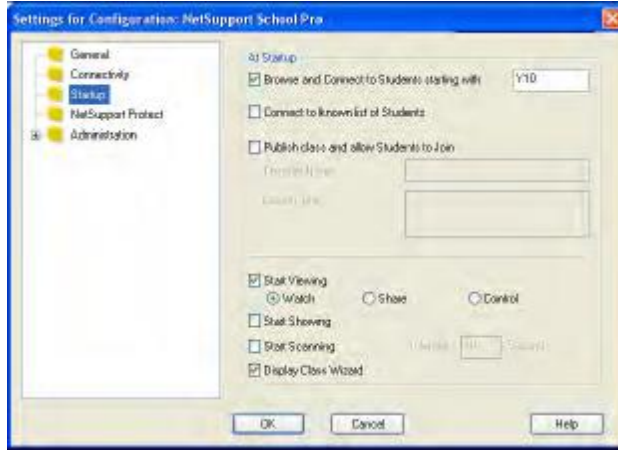 Settings for Configuration: NetSupport School Pro
General
Connectivity
Startup
NetSupport Protect
Administration
At Startup
Browse and Connect to Students starting with
Y10
Connect to known list of Students
Publish class and allow Students to Join
Start Viewing
Watch
Share
Control
Start Showing
Start Scanning
Display Class Wizard
OK
Cancel
Help